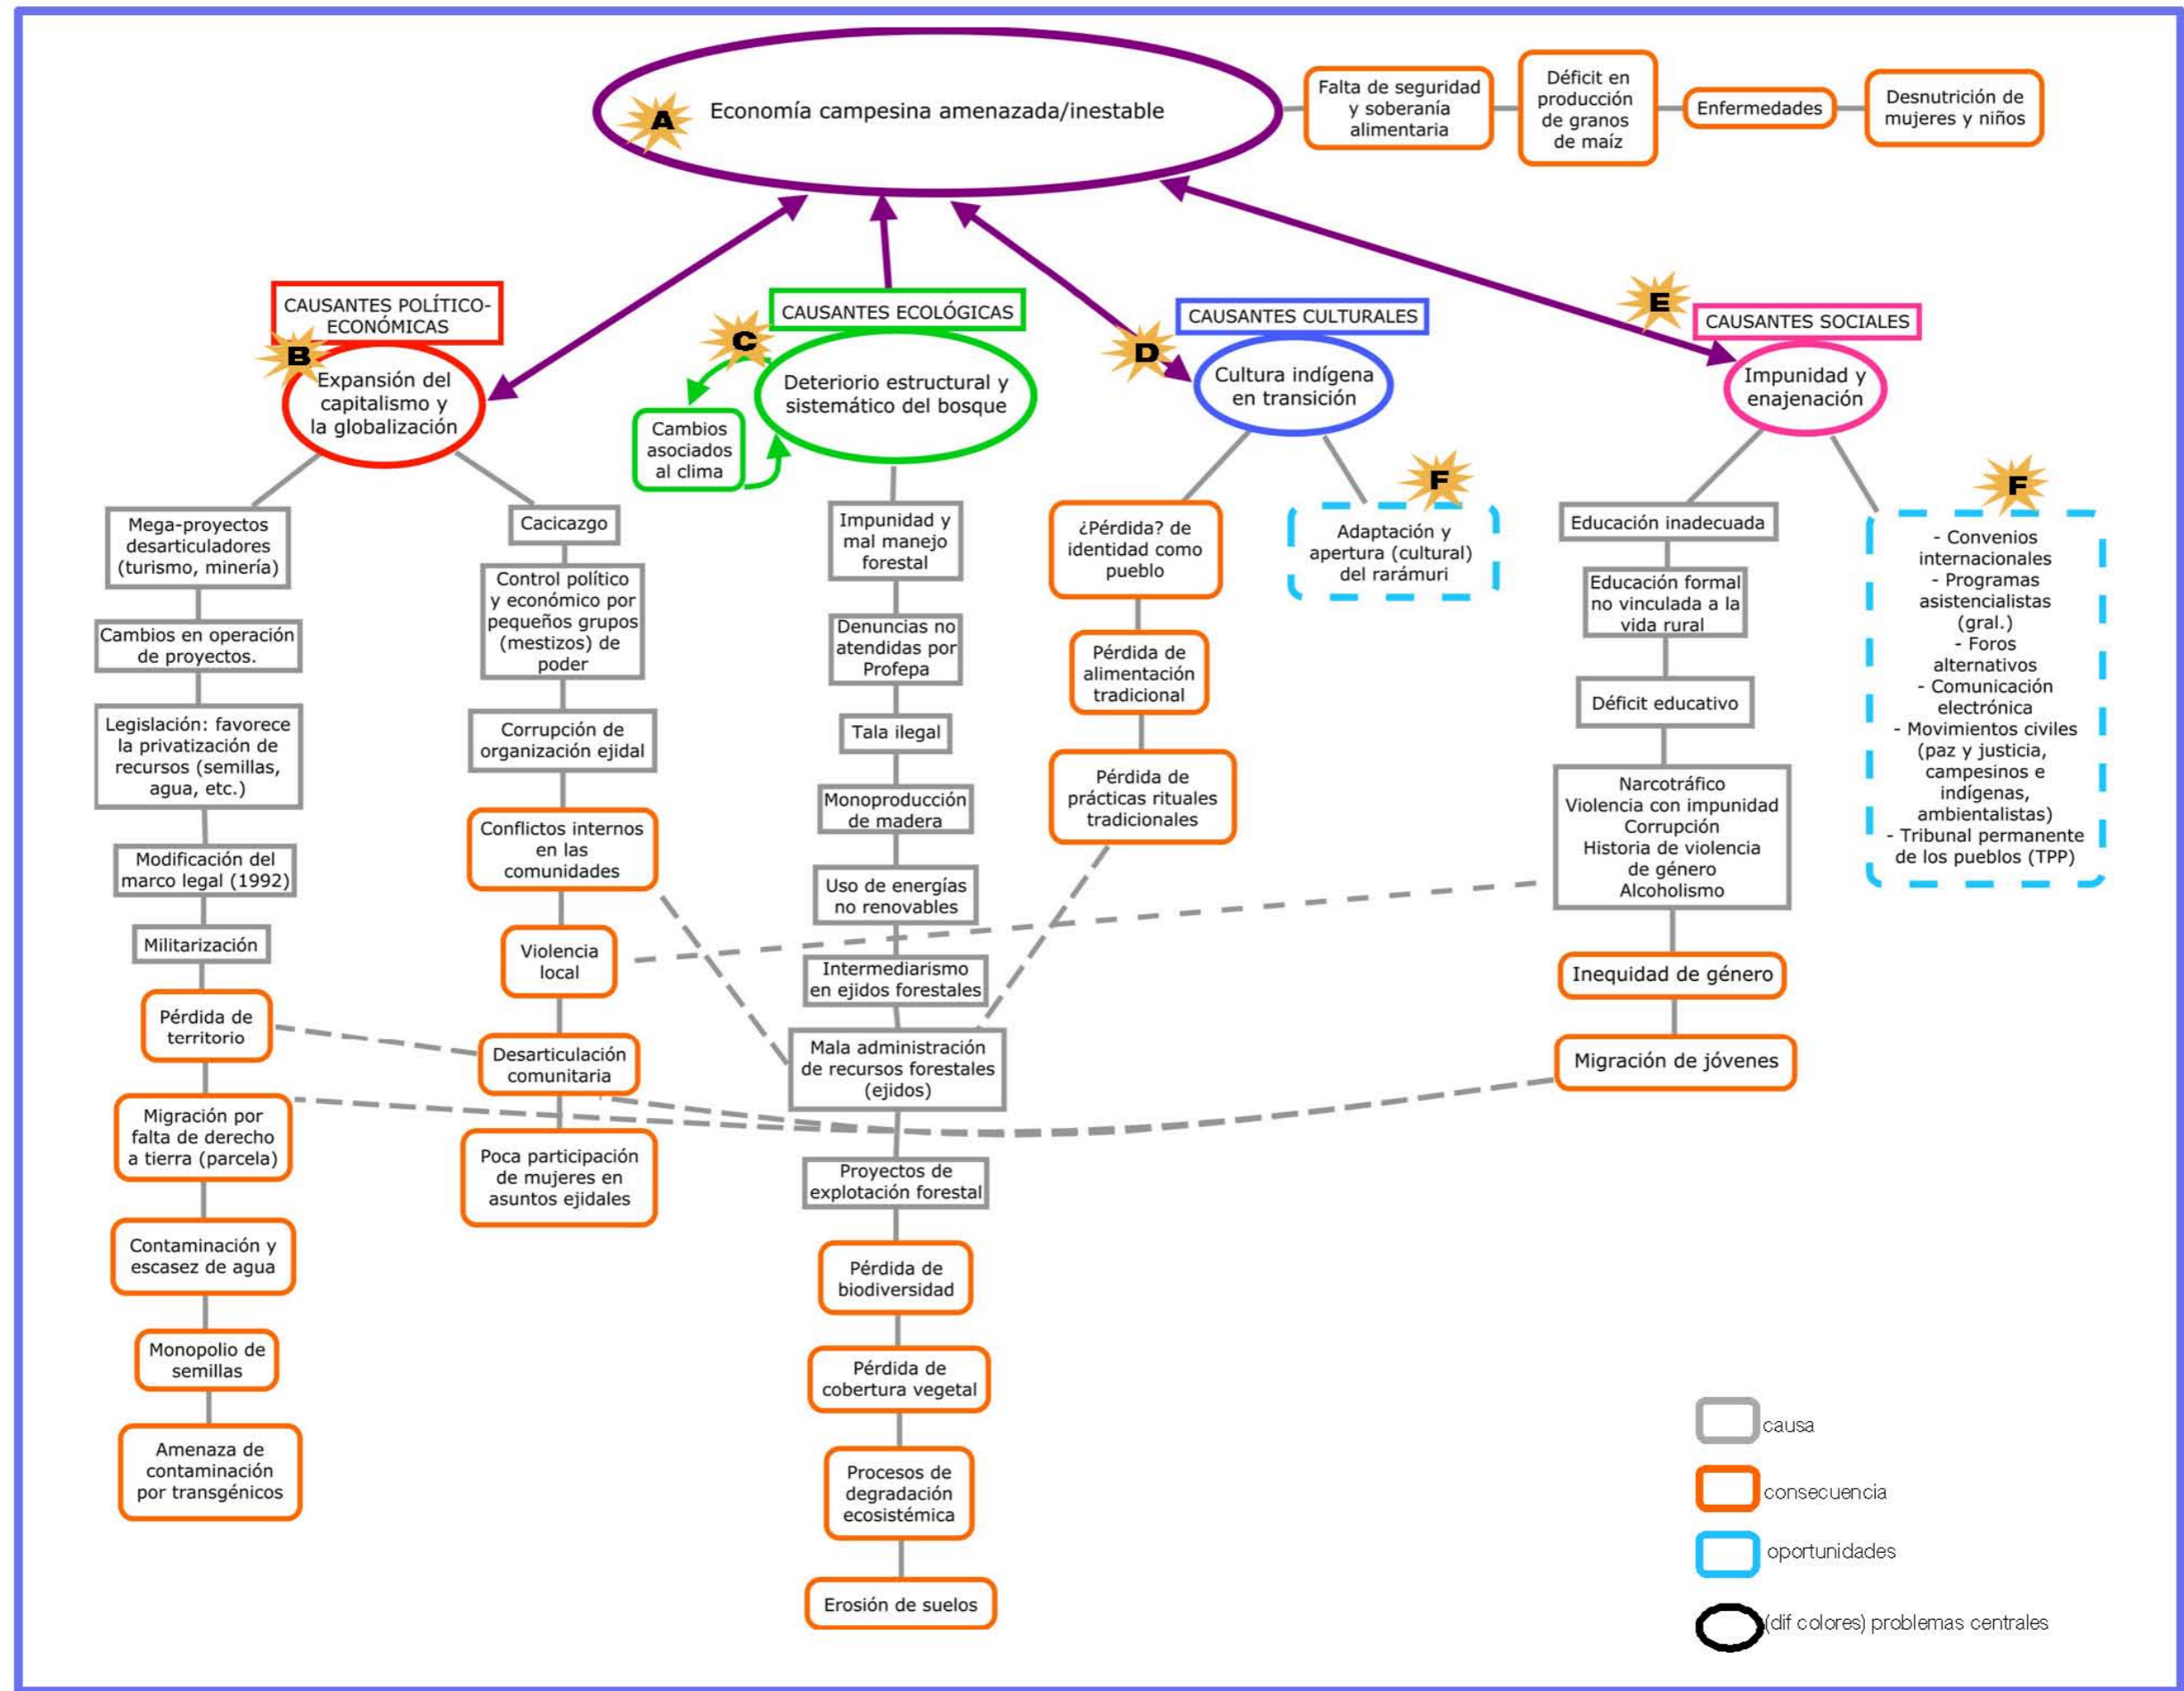 A
Economía campesina amenazada/inestable
Falta de seguridad
y soberanía
alimentaria
Déficit en
producción
de granos
de maíz
Enfermedades
Desnutrición de
mujeres y niños
CAUSANTES POLÍTICO-
ECONÓMICAS
B
Expansión del
capitalismo y
la globalización
Mega-proyectos
desarticuladores
(turismo, minería)
Cambios en operación
de proyectos.
Legislación: favorece
la privatización de
recursos (semillas,
agua, etc.)
Modificación del
marco legal (1992)
Militarización
Pérdida de
territorio
Migración por
falta de derecho
a tierra (parcela)
Contaminación y
escasez de agua
Monopolio de
semillas
Amenaza de
contaminación
por transgénicos
Cacicazgo
Control político
y económico por
pequeños grupos
(mestizos) de
poder
Corrupción de
organización ejidal
Conflictos internos
en las
comunidades
Violencia
local
Desarticulación
comunitaria
Poca participación
de mujeres en
asuntos ejidales
CAUSANTES ECOLÓGICAS
C
Deterioro estructural y
sistemático del bosque
Cambios
asociados
al clima
Impunidad y
mal manejo
forestal
Denuncias no
atendidas por
Profepa
Tala ilegal
Monoproducción
de madera
Uso de energías
no renovables
Intermediarismo
en ejidos forestales
Mala administración
de recursos forestales
(ejidos)
Proyectos de
explotación forestal
Pérdida de
biodiversidad
Pérdida de
cobertura vegetal
Procesos de
degradación
ecosistémica
Erosión de suelos
CAUSANTES CULTURALES
D
Cultura indígena
en transición
¿Pérdida? de
identidad como
pueblo
Pérdida de
alimentación
tradicional
Pérdida de
prácticas rituales
tradicionales
F
Adaptación y
apertura (cultural)
del rarámuri
E
CAUSANTES SOCIALES
Impunidad y
enajenación
Educación inadecuada
Educación formal
no vinculada a la
vida rural
Déficit educativo
Narcotráfico
Violencia con impunidad
Corrupción
Historia de violencia
de género
Alcoholismo
Inequidad de género
Migración de jóvenes
F
- Convenios
internacionales
- Programas
asistencialistas
(gral.)
- Foros
alternativos
- Comunicación
electrónica
- Movimientos civiles
(paz y justicia,
campesinos e
indígenas,
ambientalistas)
- Tribunal permanente
de los pueblos (TPP)
causa
consecuencia
oportunidades
(dif colores) problemas centrales